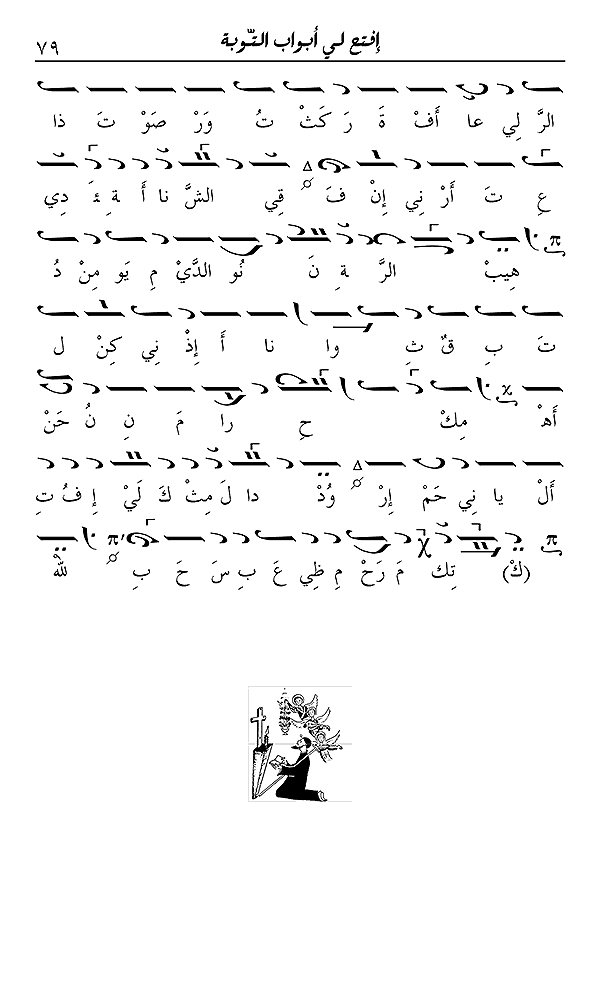 إفتح لي أبواب التّوبة ٧٩
الرَّ لِي عا أَفْ ةَ رَ كَثْ تُ وَرْ صَوْ تَ ذا
عِ تَ أَرْ نِي إِنْ فَ قِي الشَّ نا أَ ةِ ئَ دِي
هِيبْ الرَّ ةِ نَ نُو الدَّيْ مِ يَو مِنْ دُ
تَ بِ قٌ ثِ وا نا أَ إِذْ نِي كِنْ ل
أَهْ مِكْ حِ را مَ نِ نُ حَنْ
أَلْ يا نِي حَمْ إِرْ وُدْ دا لَ مِثْ كَ لَيْ إِ فُ تِ
(كْ) تِك مَ رَحْ مِ ظِي عَ بِ سَ حَ بِ للّٰه